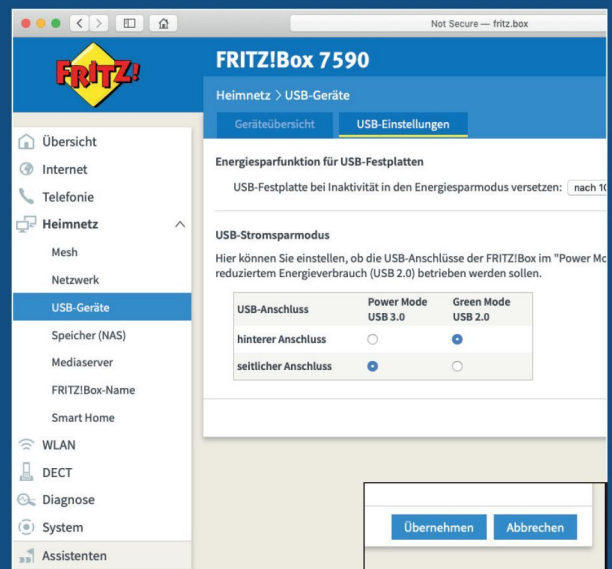 Not Secure — fritz.box
FRITZ!
FRITZ!Box 7590
Heimnetz > USB-Geräte
Geräteübersicht USB-Einstellungen
Übersicht
Internet
Telefonie
Heimnetz
Mesh
Netzwerk
USB-Geräte
Speicher (NAS)
Mediaserver
FRITZ!Box-Name
Smart Home
WLAN
DECT
Diagnose
System
Assistenten
Energiesparfunktion für USB-Festplatten
USB-Festplatte bei Inaktivität in den Energiesparmodus versetzen: nach 10
USB-Stromsparmodus
Hier können Sie einstellen, ob die USB-Anschlüsse der FRITZ!Box im "Power Mo
reduziertem Energieverbrauch (USB 2.0) betrieben werden sollen.
USB-Anschluss Power Mode USB 3.0 Green Mode USB 2.0
hinterer Anschluss
seitlicher Anschluss
Übernehmen Abbrechen